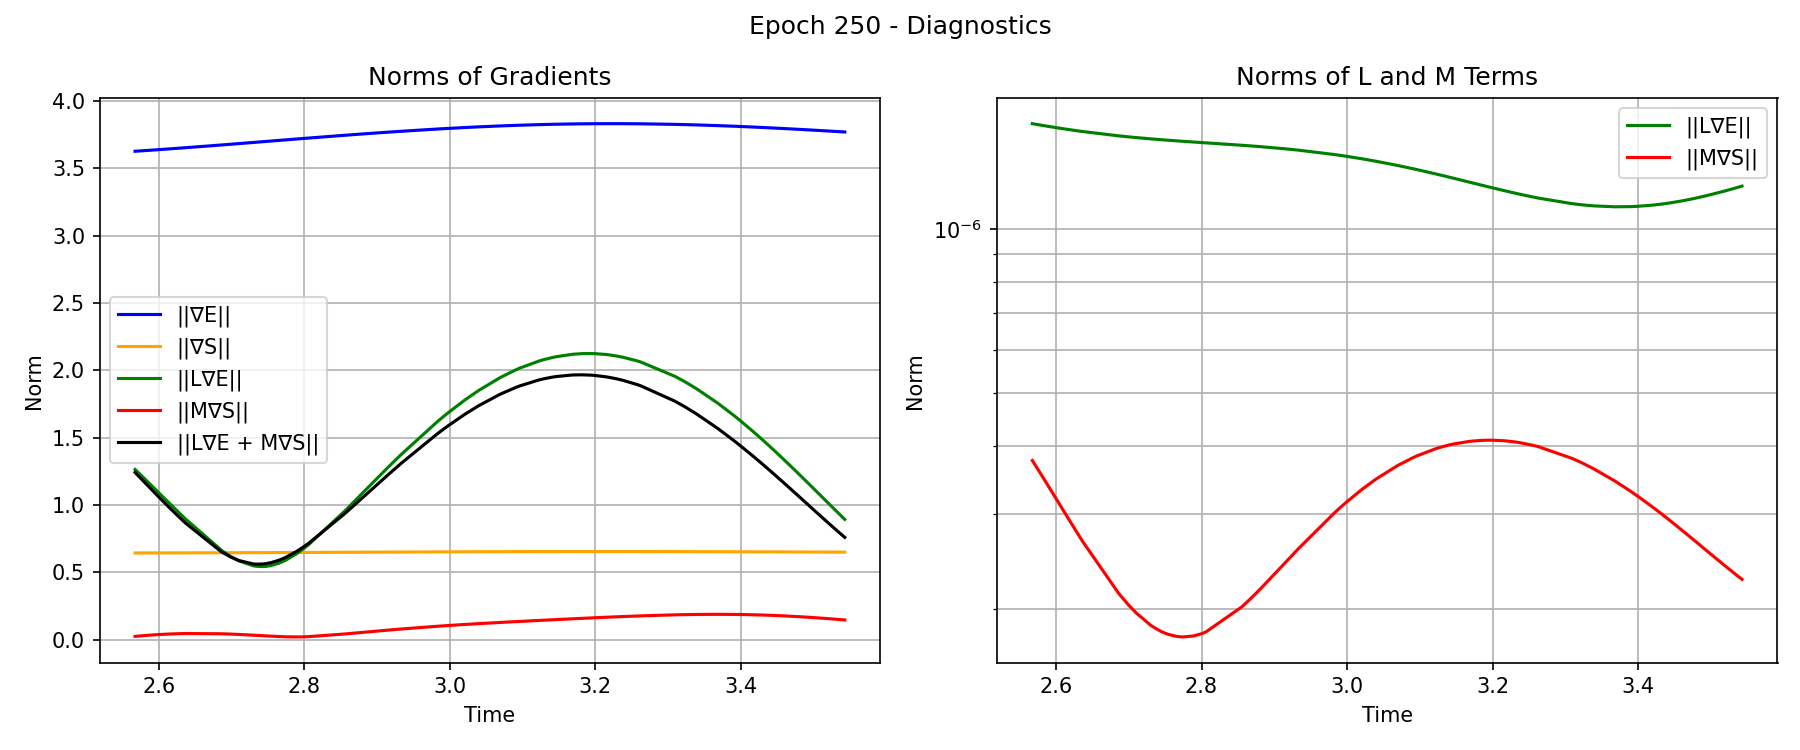 Epoch 250 - Diagnostics
Norms of Gradients
Norm
4.0
3.5
3.0
2.5
2.0
1.5
1.0
0.5
0.0
||∇E||
||∇S||
||L∇E||
||M∇S||
||L∇E + M∇S||
2.6 2.8 3.0 3.2 3.4
Time
Norms of L and M Terms
Norm
10⁻⁶
||L∇E||
||M∇S||
2.6 2.8 3.0 3.2 3.4
Time